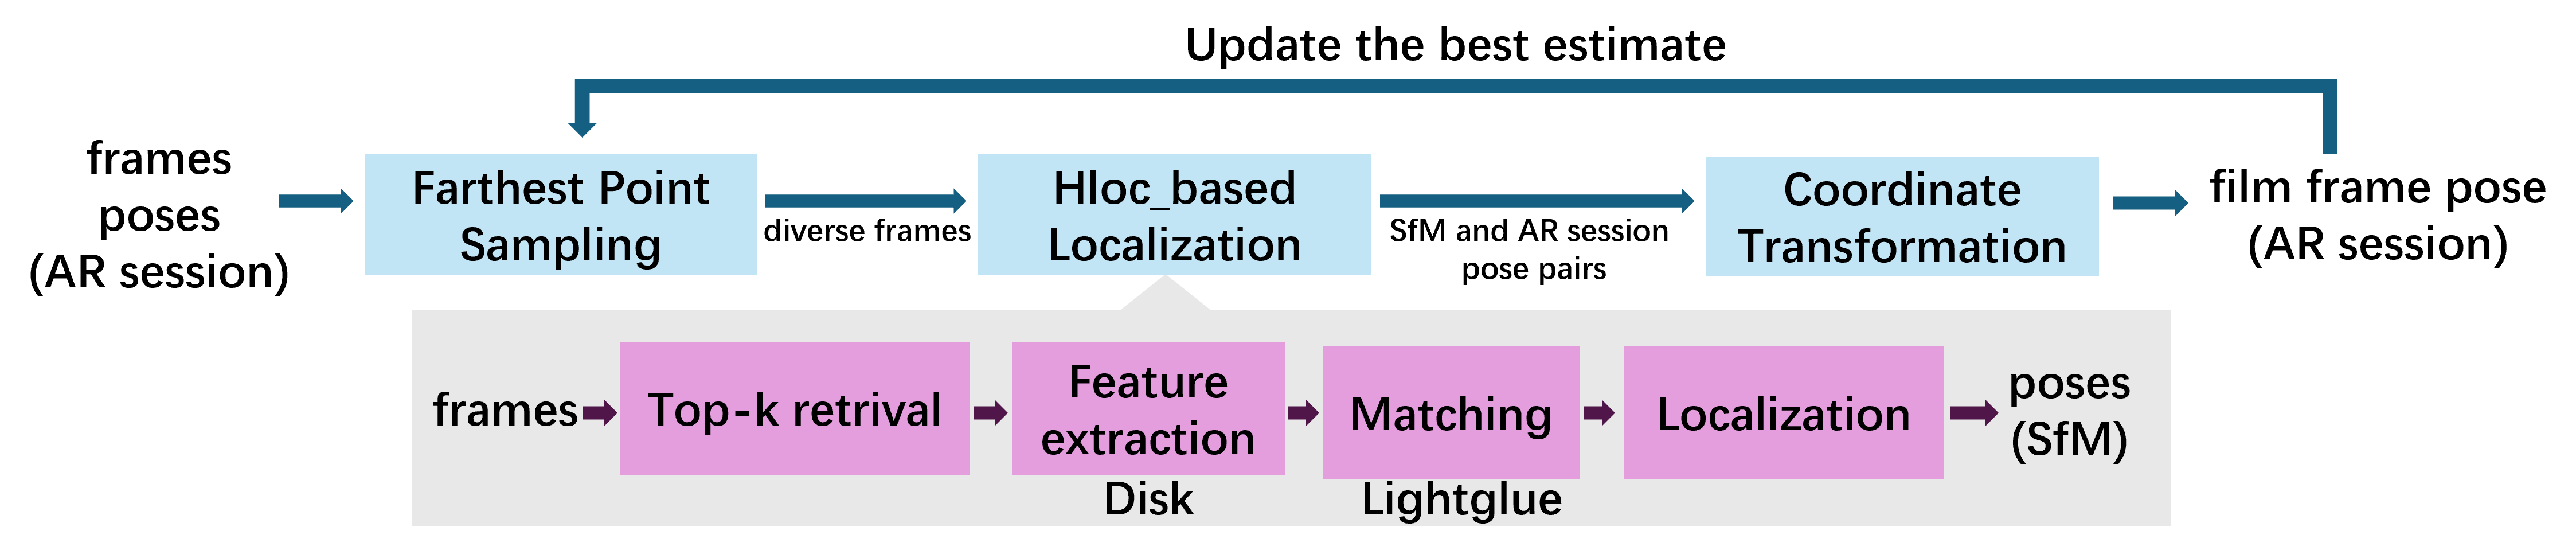 Update the best estimate
frames
poses
(AR session)
Farthest Point
Sampling
diverse frames
Hloc_based
Localization
SfM and AR session
pose pairs
Coordinate
Transformation
film frame pose
(AR session)
frames
Top-k retrival
Feature
extraction
Disk
Matching
Lightglue
Localization
poses
(SfM)